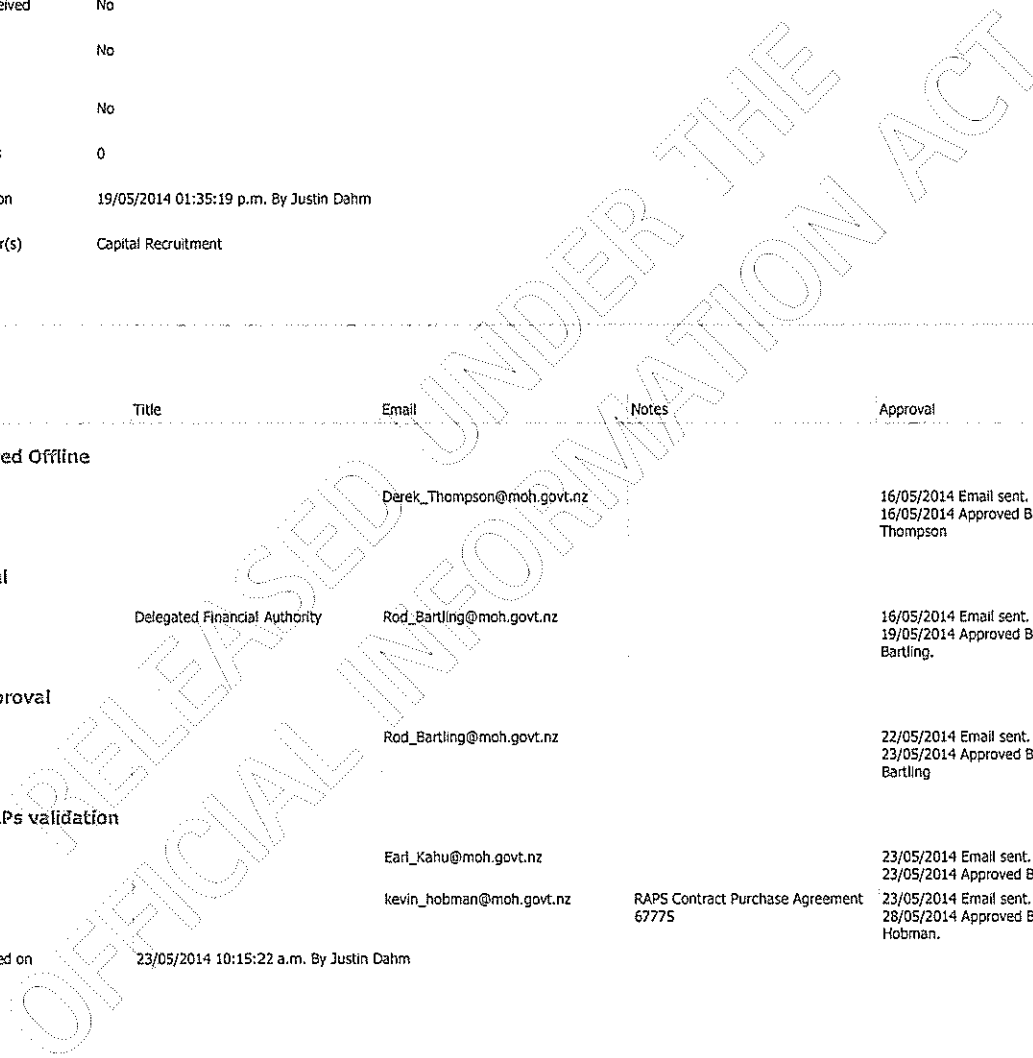 eived No
No
No
s 0
on 19/05/2014 01:35:19 p.m. By Justin Dahm
r(s) Capital Recruitment
Title Email Notes Approval
ed Offline
Derek_Thompson@moh.govt.nz 16/05/2014 Email sent.
16/05/2014 Approved B
Thompson
al
Delegated Financial Authority Rod_Bartling@moh.govt.nz 16/05/2014 Email sent.
19/05/2014 Approved B
Bartling.
proval
Rod_Bartling@moh.govt.nz 22/05/2014 Email sent.
23/05/2014 Approved B
Bartling
Ps validation
Earl_Kahu@moh.govt.nz 23/05/2014 Email sent.
23/05/2014 Approved B
kevin_hobman@moh.govt.nz RAPS Contract Purchase Agreement 23/05/2014 Email sent.
67775 28/05/2014 Approved B
Hobman.
ed on 23/05/2014 10:15:22 a.m. By Justin Dahm
RELEASED UNDER THE
OFFICIAL INFORMATION ACT